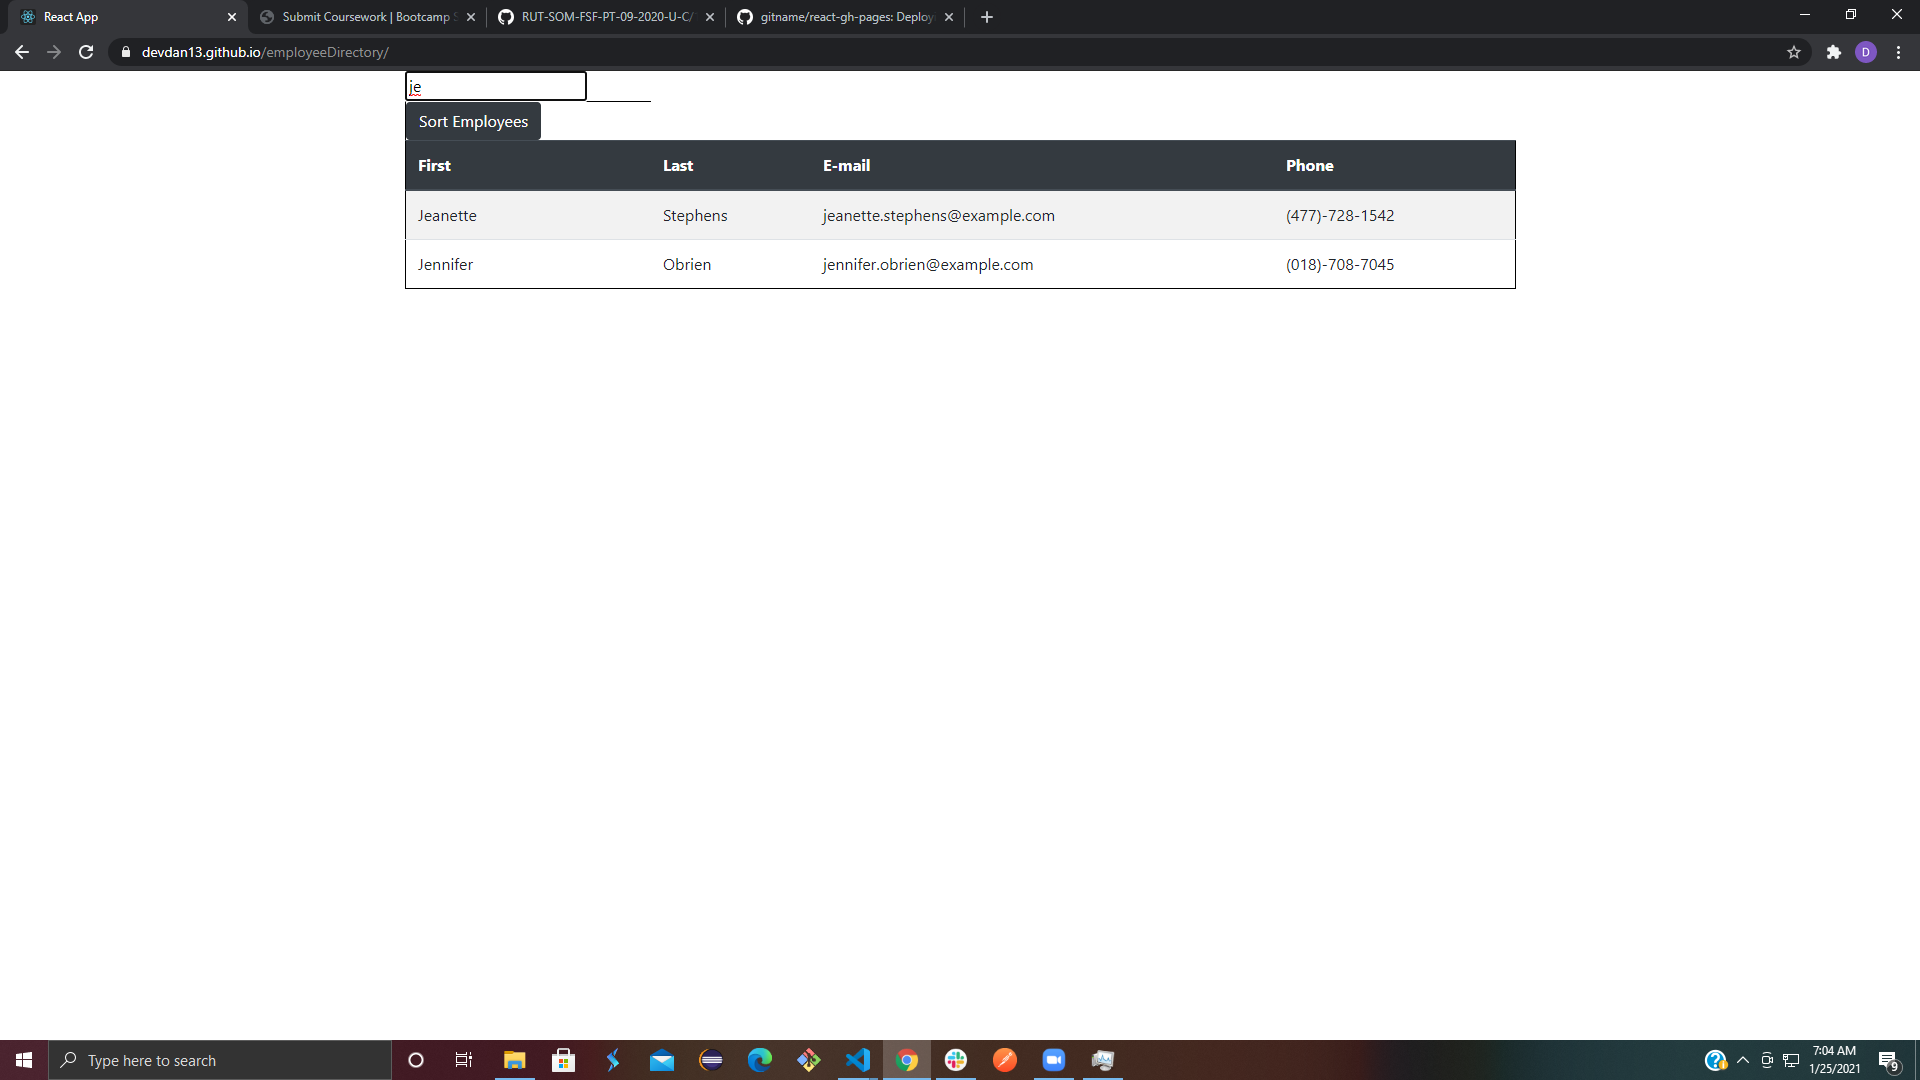 React App
Submit Coursework | Bootcamp S
RUT-SOM-FSF-PT-09-2020-U-C/
gitname/react-gh-pages: Deploy
devdan13.github.io/employeeDirectory/
D
je
Sort Employees
First Last E-mail Phone
Jeanette Stephens jeanette.stephens@example.com (477)-728-1542
Jennifer Obrien jennifer.obrien@example.com (018)-708-7045
Type here to search
7:04 AM
1/25/2021
9